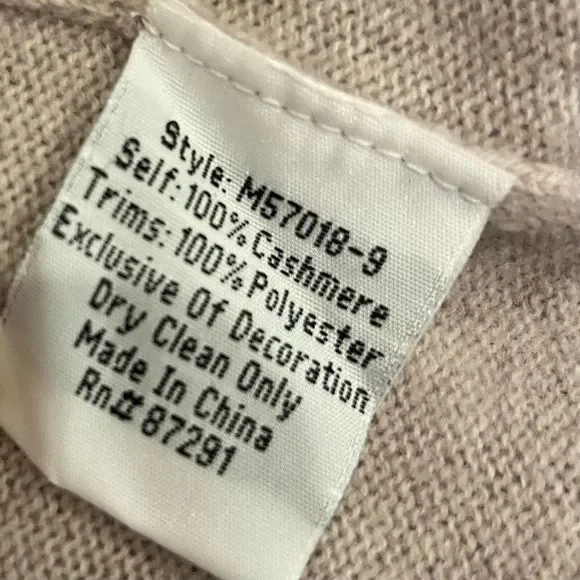 Style: M57018-9
Self: 100% Cashmere
Trims: 100% Polyester
Exclusive Of Decoration
Dry Clean Only
Made In China
Rn# 87291